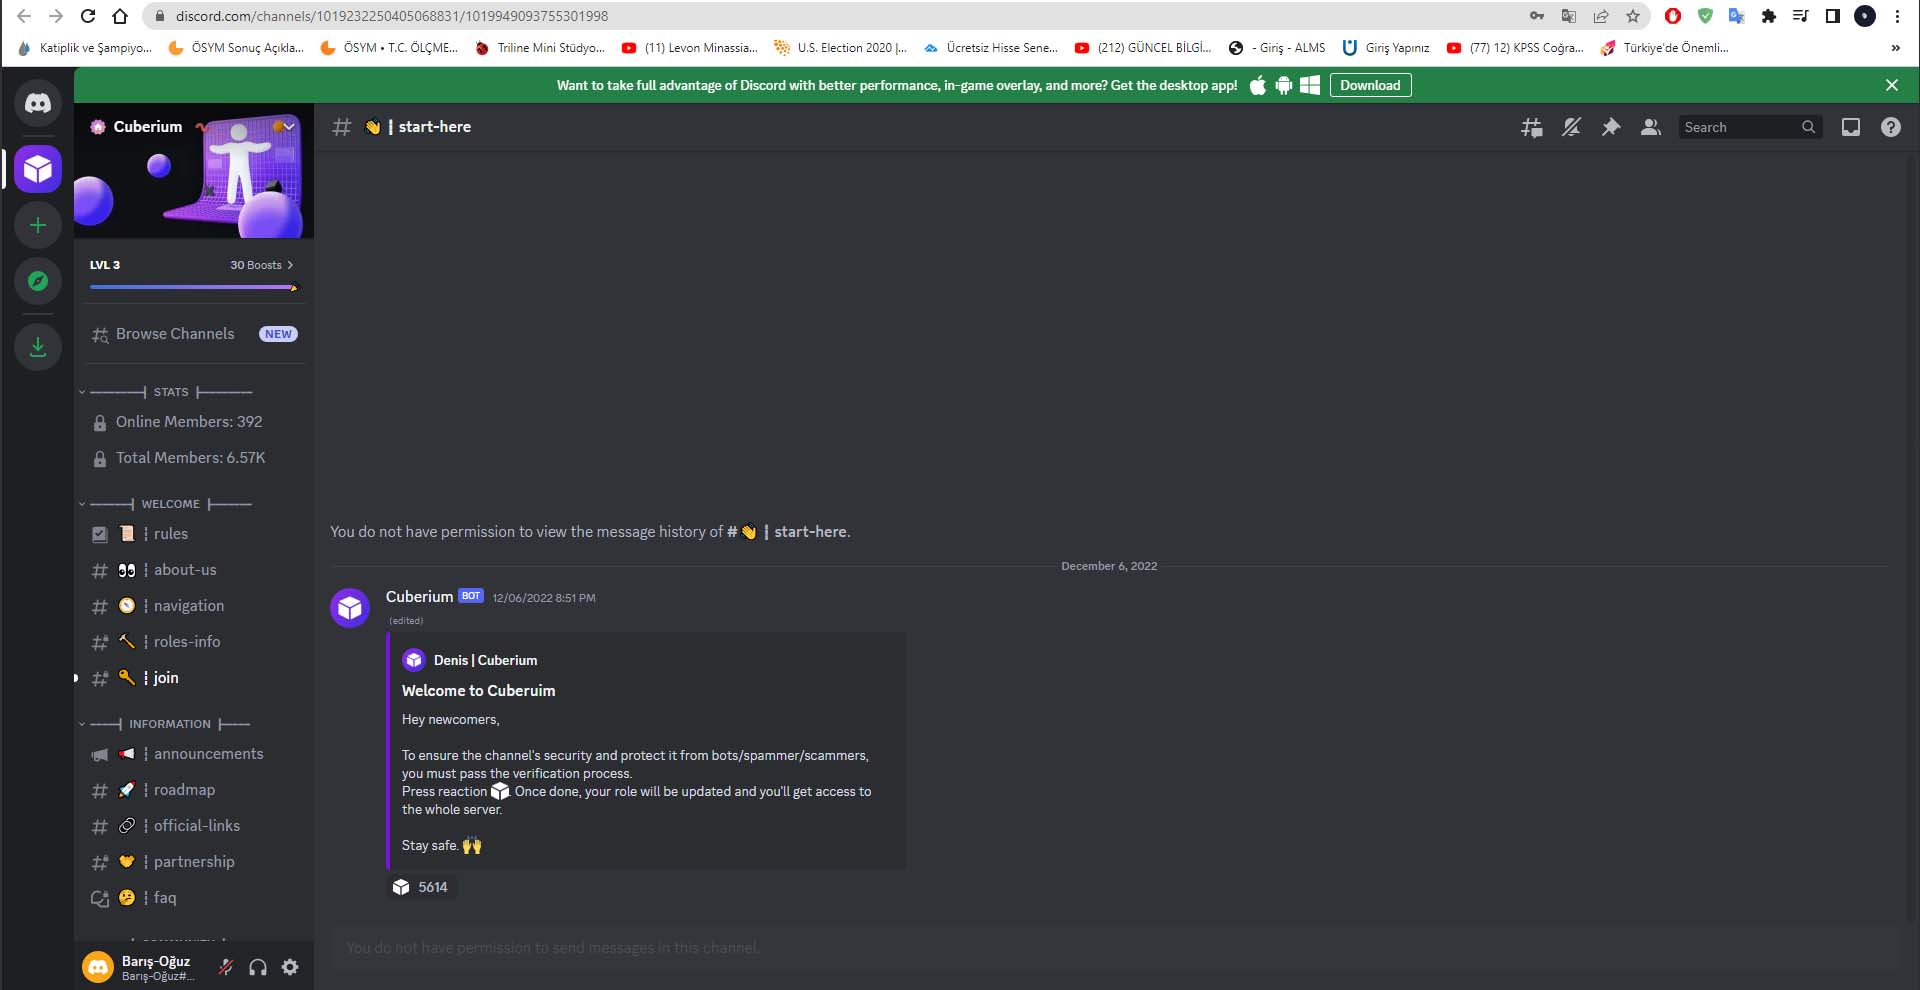 discord.com/channels/1019232250405068831/1019949093755301998
Katiplik ve Şampiyo... ÖSYM Sonuç Açıkla... ÖSYM • T.C. ÖLÇME... Triline Mini Stüdyo... (11) Levon Minassia... U.S. Election 2020 |... Ücretsiz Hisse Sene... (212) GÜNCEL BİLGİ... - Giriş - ALMS Giriş Yapınız (77) 12) KPSS Coğra... Türkiye'de Önemli... »
Want to take full advantage of Discord with better performance, in-game overlay, and more? Get the desktop app! Download
Cuberium
# 👋 ¦ start-here
Search
LVL 3 30 Boosts
Browse Channels NEW
STATS
Online Members: 392
Total Members: 6.57K
WELCOME
¦ rules
¦ about-us
¦ navigation
¦ roles-info
¦ join
INFORMATION
¦ announcements
¦ roadmap
¦ official-links
¦ partnership
¦ faq
Barış-Oğuz
Barış-Oğuz#...
You do not have permission to view the message history of # 👋 ¦ start-here.
December 6, 2022
Cuberium BOT 12/06/2022 8:51 PM
(edited)
Denis | Cuberium
Welcome to Cuberuim
Hey newcomers,
To ensure the channel's security and protect it from bots/spammer/scammers,
you must pass the verification process.
Press reaction . Once done, your role will be updated and you'll get access to
the whole server.
Stay safe. 🙌
5614
You do not have permission to send messages in this channel.